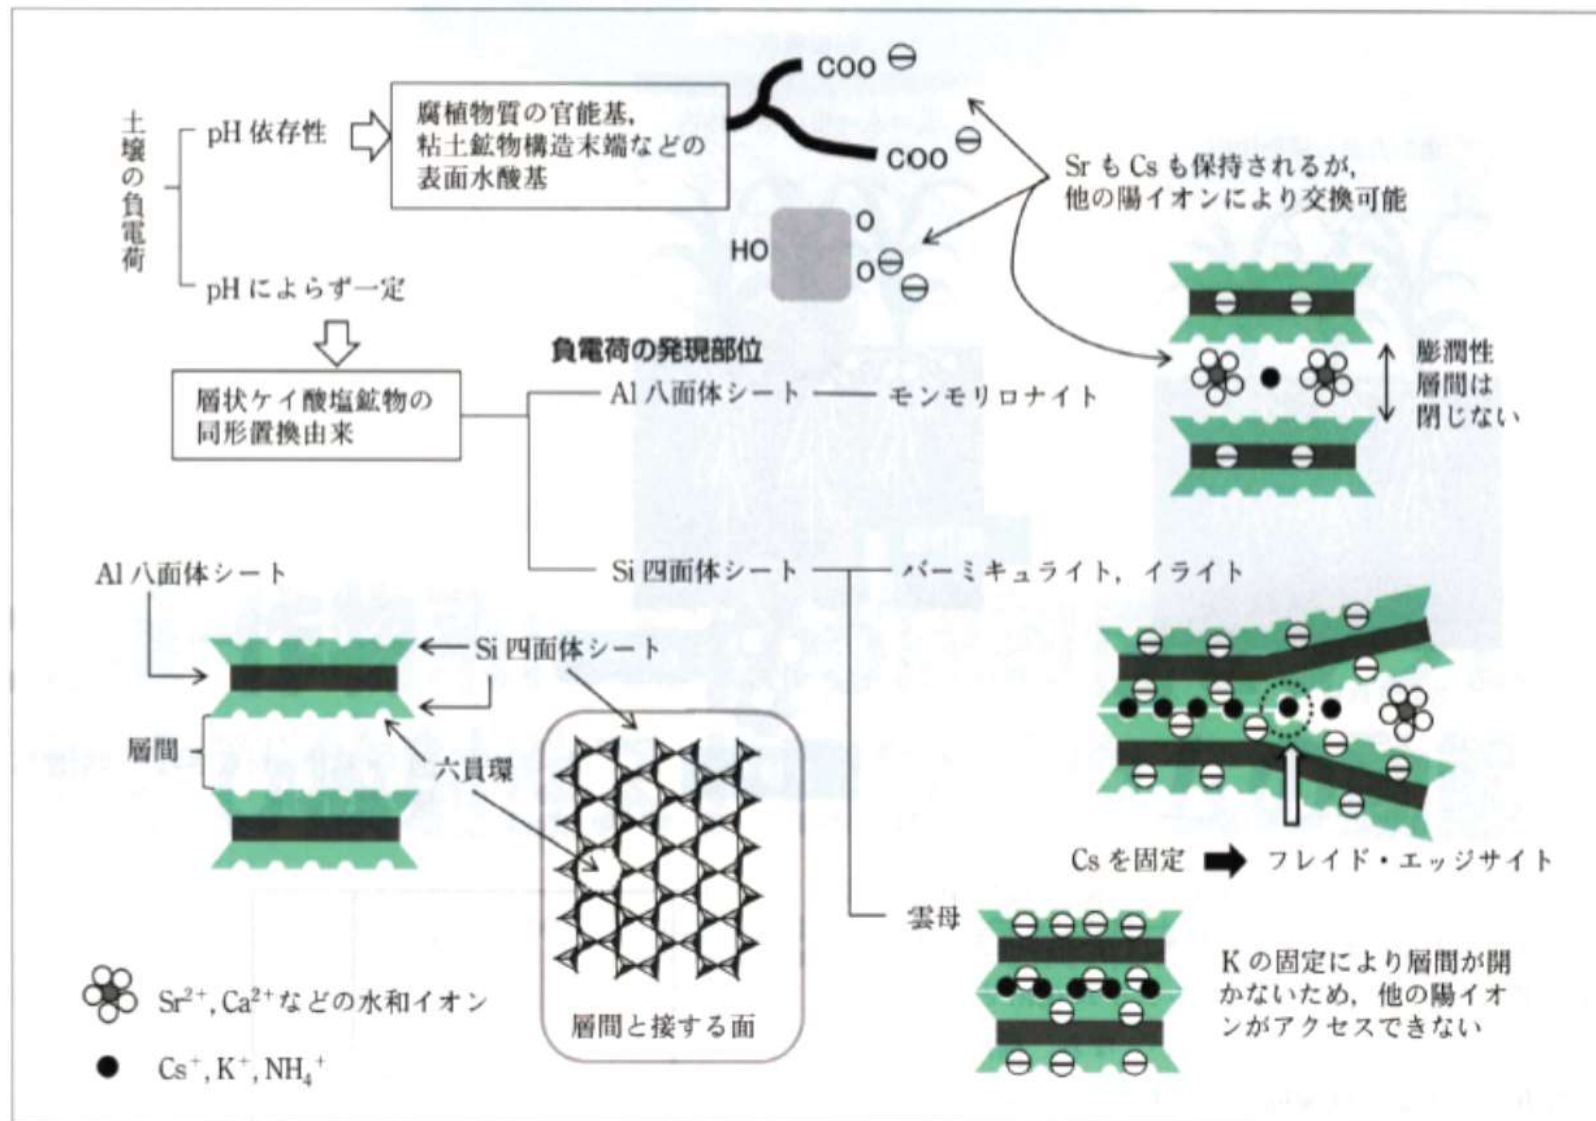 土壌の負電荷
pH 依存性
腐植物質の官能基，
粘土鉱物構造末端などの
表面水酸基
COO ⊖
COO ⊖
HO
O
O ⊖
⊖
Sr も Cs も保持されるが，
他の陽イオンにより交換可能
pH によらず一定
層状ケイ酸塩鉱物の
同形置換由来
負電荷の発現部位
Al 八面体シート
モンモリロナイト
膨潤性
層間は
閉じない
Si 四面体シート
バーミキュライト，イライト
Al 八面体シート
Si 四面体シート
層間
六員環
層間と接する面
Cs を固定
フレイド・エッジサイト
雲母
K の固定により層間が開
かないため，他の陽イオ
ンがアクセスできない
Sr²⁺, Ca²⁺などの水和イオン
Cs⁺, K⁺, NH₄⁺